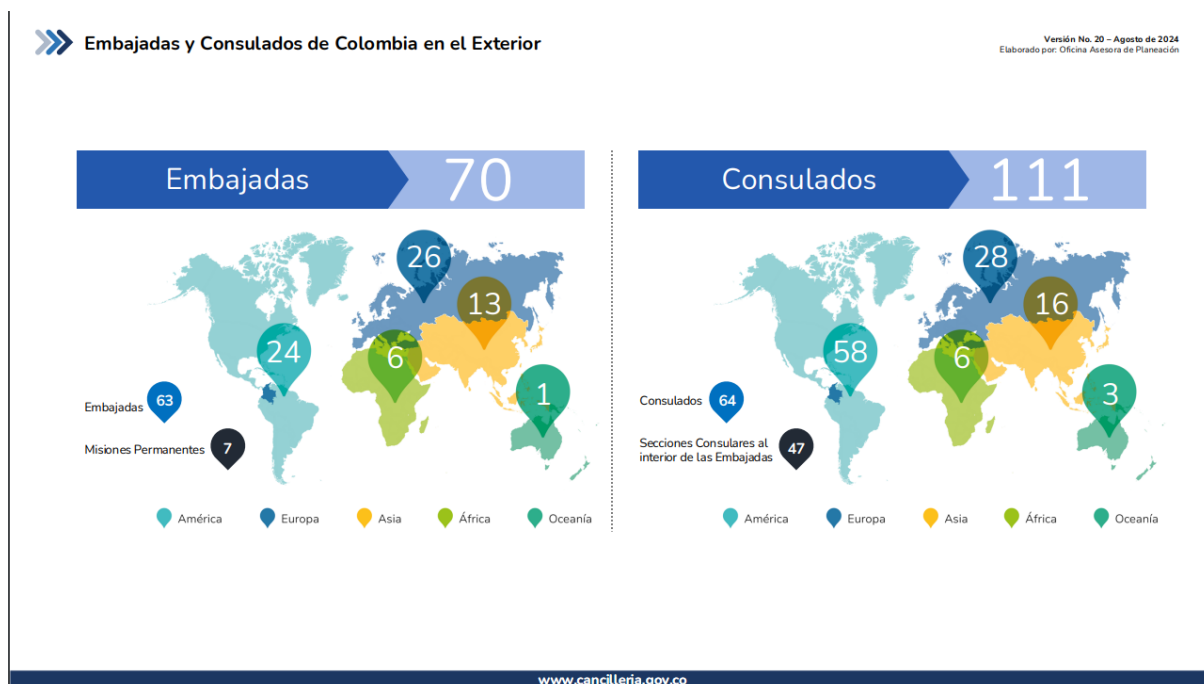 Embajadas y Consulados de Colombia en el Exterior
Versión No. 20 – Agosto de 2024
Elaborado por: Oficina Asesora de Planeación
Embajadas 70
26
13
24
6
1
Embajadas 63
Misiones Permanentes 7
América Europa Asia África Oceanía
Consulados 111
28
16
58
6
3
Consulados 64
Secciones Consulares al
interior de las Embajadas 47
América Europa Asia África Oceanía
www.cancilleria.gov.co